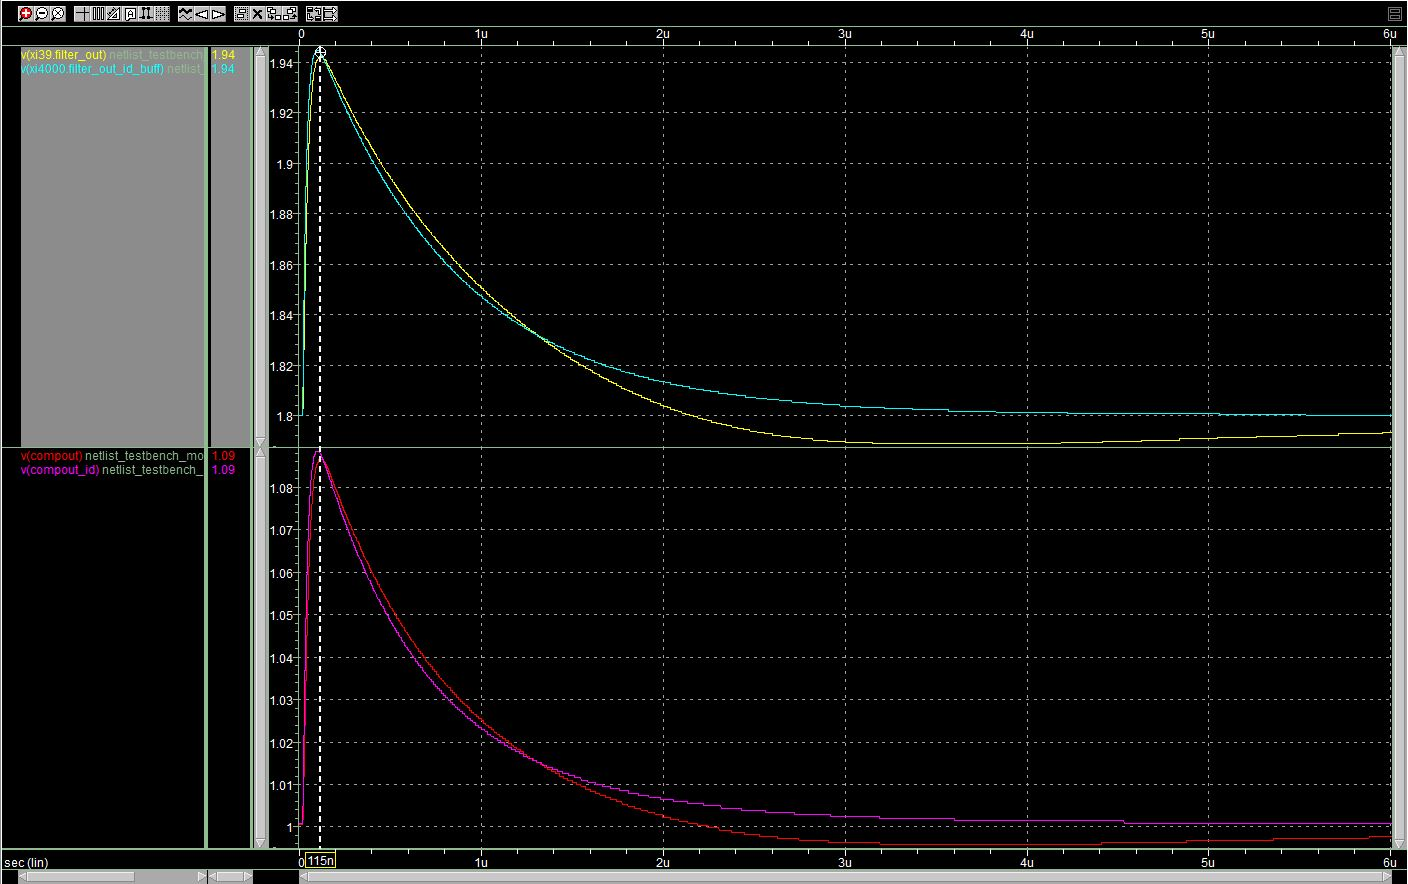 0 1u 2u 3u 4u 5u 6u
v(xi39.filter_out) netlist_testbench_ 1.94
v(xi4000.filter_out_id_buff) netlist_ 1.94
1.94
1.92
1.9
1.88
1.86
1.84
1.82
1.8
v(compout) netlist_testbench_mo 1.09
v(compout_id) netlist_testbench_ 1.09
1.08
1.07
1.06
1.05
1.04
1.03
1.02
1.01
1
sec (lin) 0 115n 1u 2u 3u 4u 5u 6u